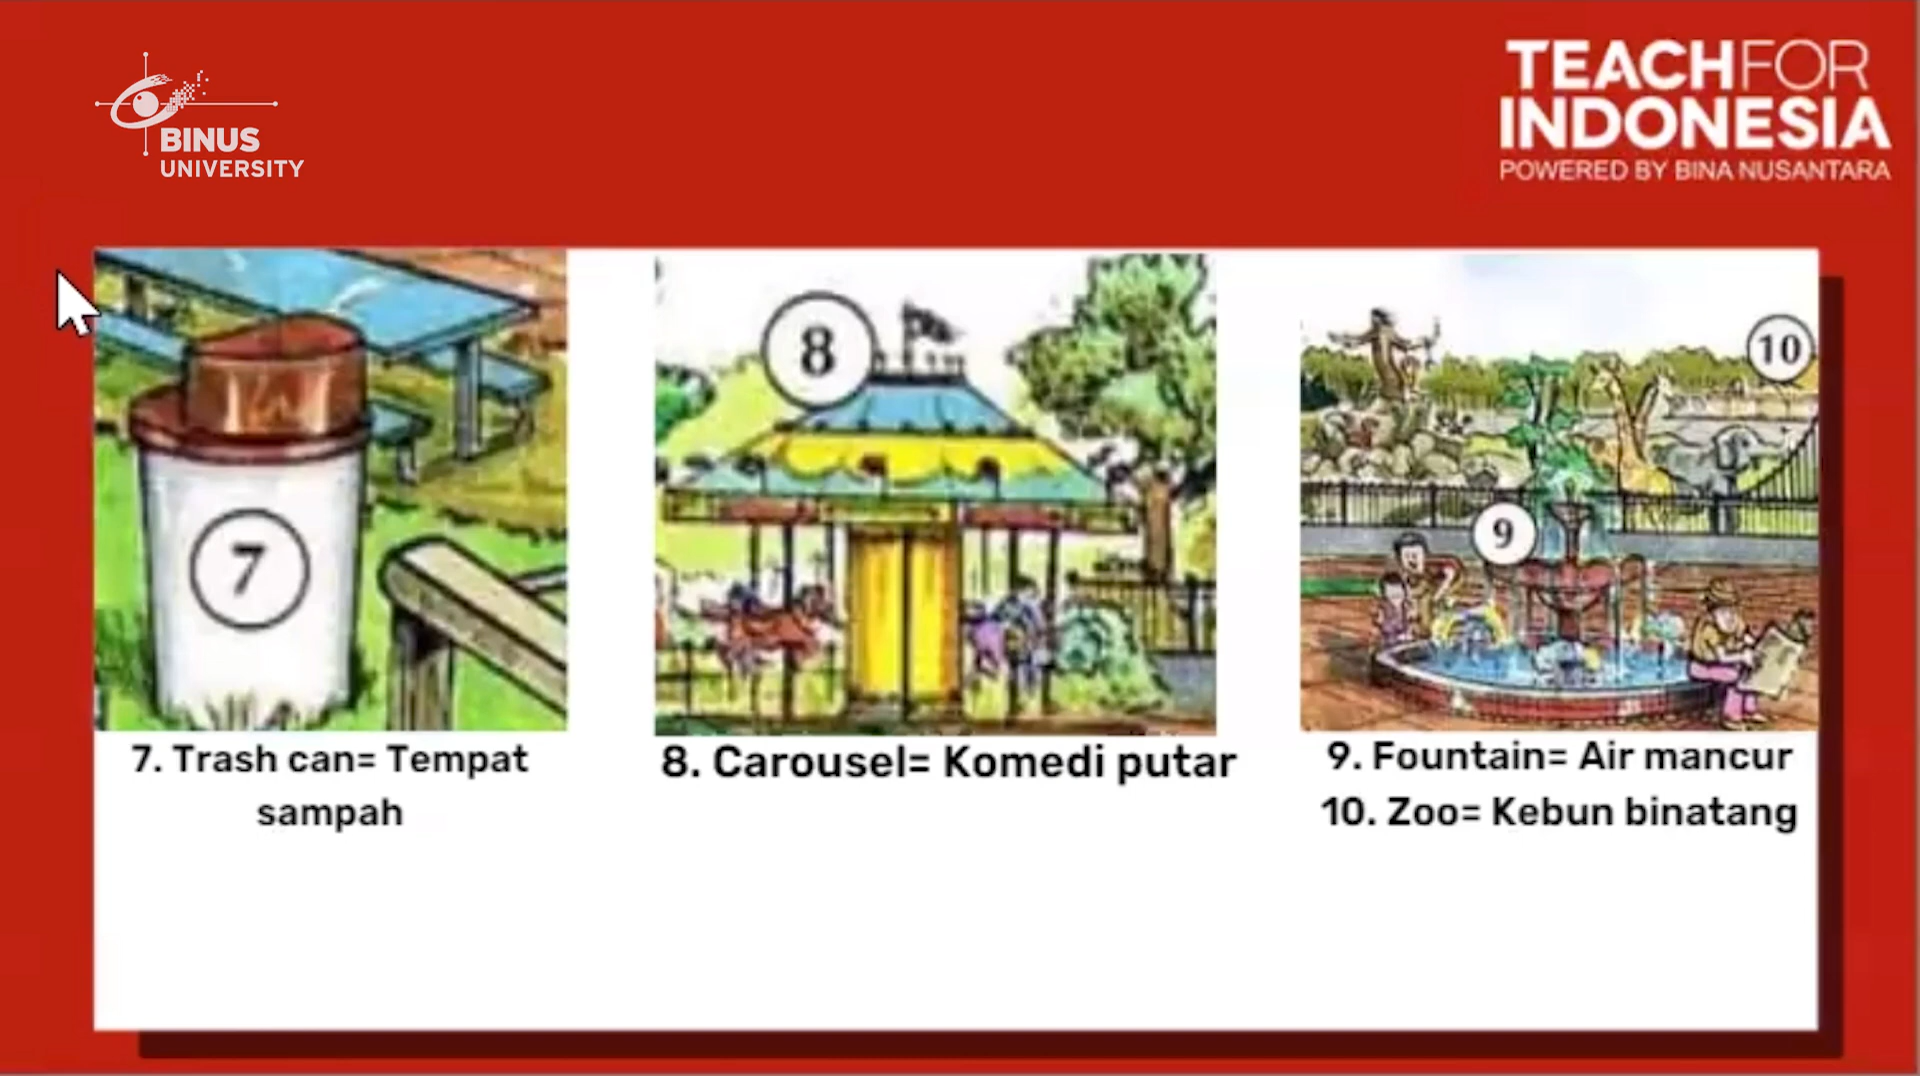 BINUS
UNIVERSITY
TEACHFOR
INDONESIA
POWERED BY BINA NUSANTARA
7
8
10
9
7. Trash can= Tempat
sampah
8. Carousel= Komedi putar
9. Fountain= Air mancur
10. Zoo= Kebun binatang